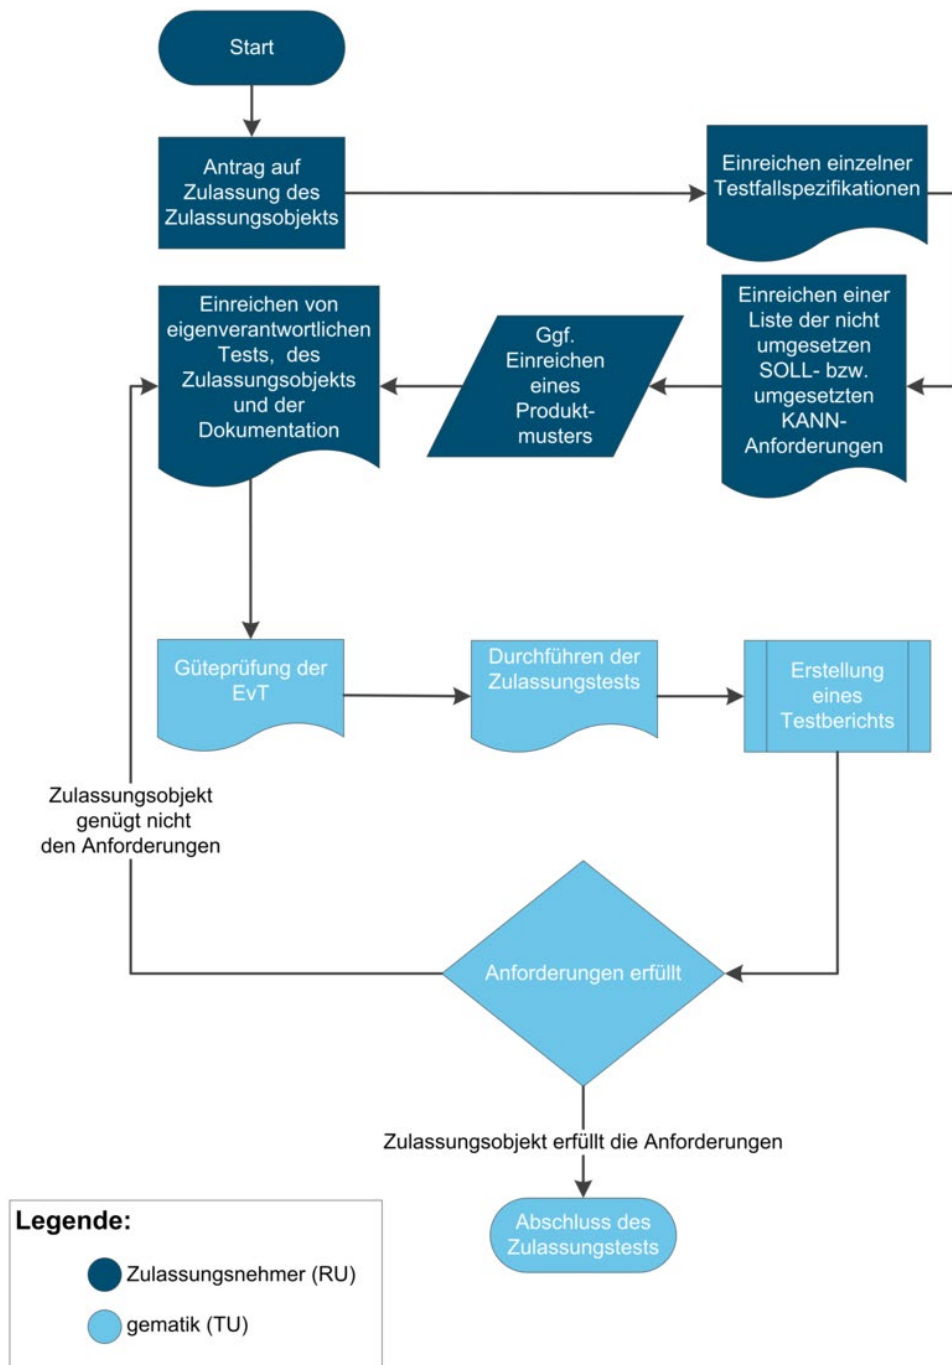 Start
Antrag auf
Zulassung des
Zulassungsobjekts
Einreichen einzelner
Testfallspezifikationen
Einreichen einer
Liste der nicht
umgesetzen
SOLL- bzw.
umgesetzten
KANN-
Anforderungen
Ggf.
Einreichen
eines
Produkt-
musters
Einreichen von
eigenverantwortlichen
Tests, des
Zulassungsobjekts
und der
Dokumentation
Güteprüfung der
EvT
Durchführen der
Zulassungstests
Erstellung
eines
Testberichts
Anforderungen erfüllt
Zulassungsobjekt
genügt nicht
den Anforderungen
Zulassungsobjekt erfüllt die Anforderungen
Abschluss des
Zulassungstests
Legende:
Zulassungsnehmer (RU)
gematik (TU)